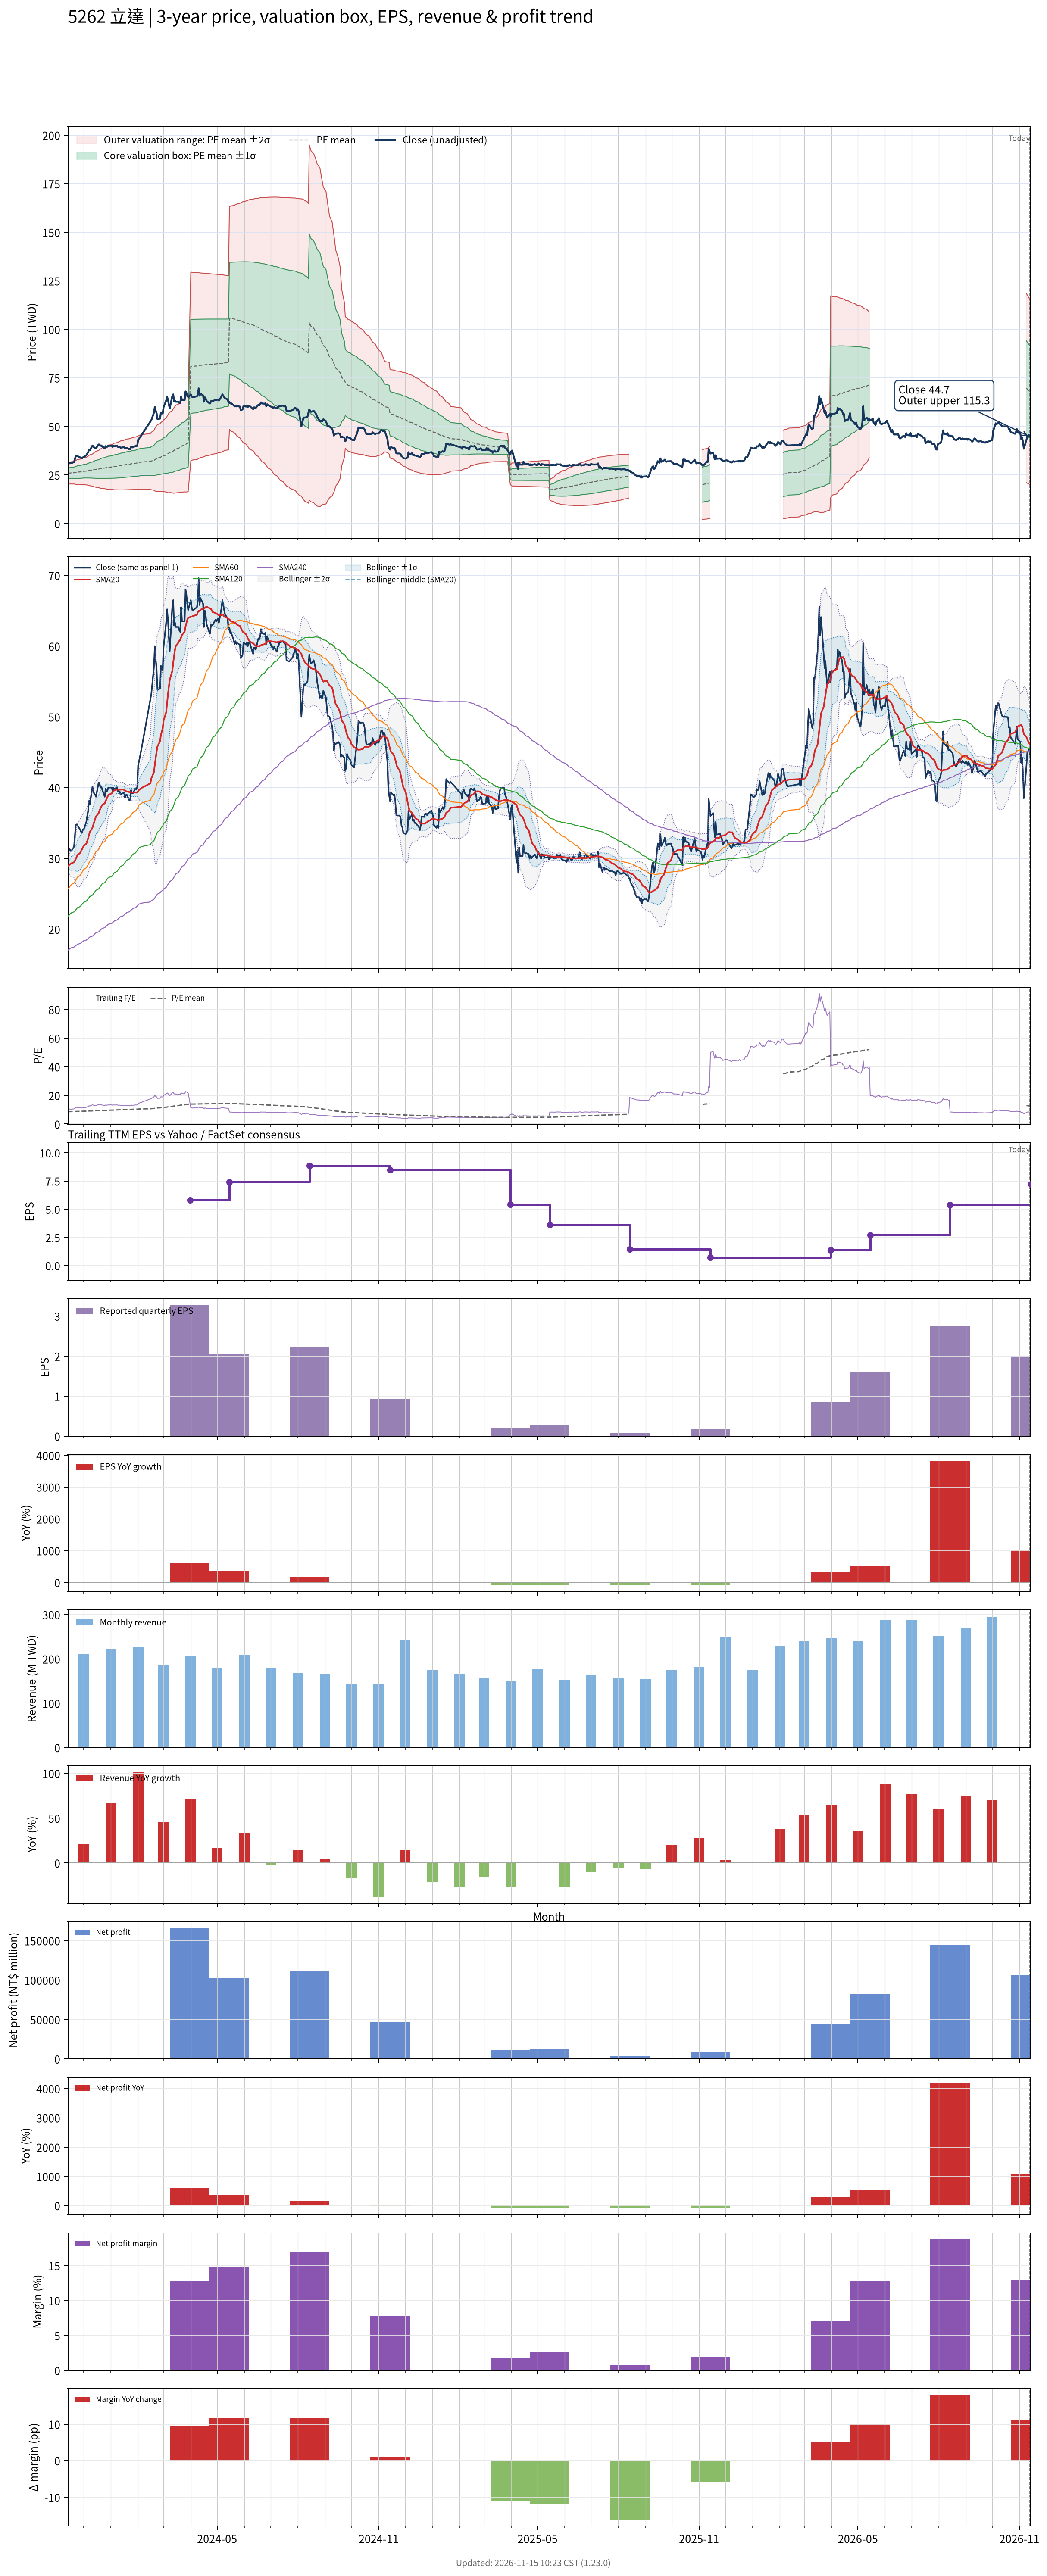 5262 立達 | 3-year price, valuation box, EPS, revenue & profit trend
Outer valuation range: PE mean ±2σ
PE mean
Close (unadjusted)
Core valuation box: PE mean ±1σ
Today
200
175
150
125
100
75
50
25
0
Price (TWD)
Close 44.7
Outer upper 115.3
Close (same as panel 1)
SMA60
SMA240
Bollinger ±1σ
SMA20
SMA120
Bollinger ±2σ
Bollinger middle (SMA20)
70
60
50
40
30
20
Price
Trailing P/E
P/E mean
80
60
40
20
0
P/E
Trailing TTM EPS vs Yahoo / FactSet consensus
Today
10.0
7.5
5.0
2.5
0.0
EPS
Reported quarterly EPS
3
2
1
0
EPS
EPS YoY growth
4000
3000
2000
1000
0
YoY (%)
Monthly revenue
300
200
100
0
Revenue (M TWD)
Revenue YoY growth
100
50
0
YoY (%)
Month
Net profit
150000
100000
50000
0
Net profit (NT$ million)
Net profit YoY
4000
3000
2000
1000
0
YoY (%)
Net profit margin
15
10
5
0
Margin (%)
Margin YoY change
10
0
-10
Δ margin (pp)
2024-05
2024-11
2025-05
2025-11
2026-05
2026-11
Updated: 2026-11-15 10:23 CST (1.23.0)